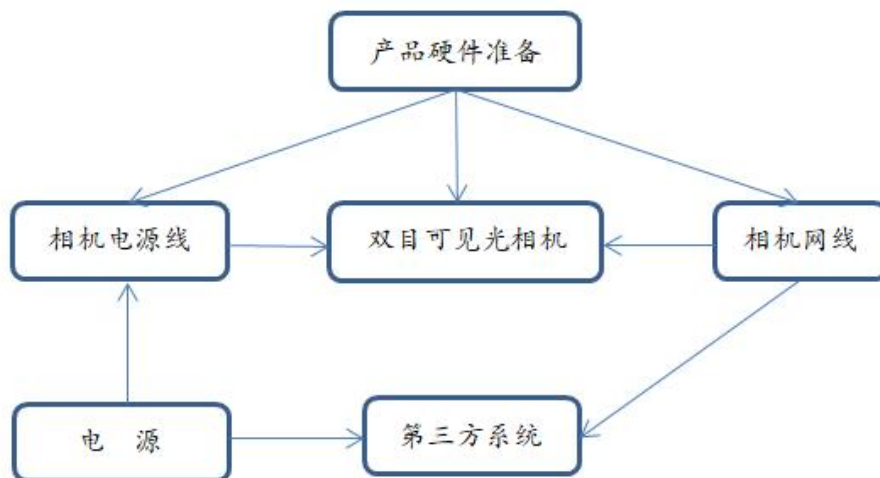 产品硬件准备
相机电源线
双目可见光相机
相机网线
电 源
第三方系统